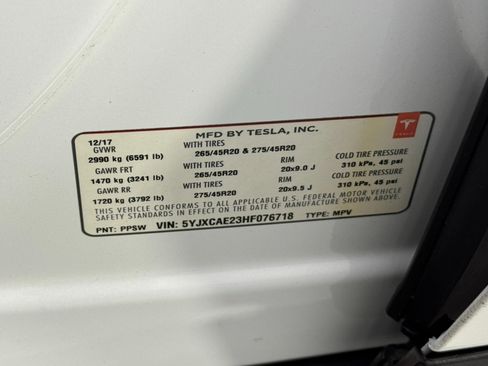 MFD BY TESLA, INC.
TESLA
12/17
GVWR WITH TIRES
2990 kg (6591 lb) 265/45R20 & 275/45R20
GAWR FRT WITH TIRES RIM COLD TIRE PRESSURE
1470 kg (3241 lb) 265/45R20 20x9.0 J 310 kPa, 45 psi
GAWR RR WITH TIRES RIM COLD TIRE PRESSURE
1720 kg (3792 lb) 275/45R20 20x9.5 J 310 kPa, 45 psi
THIS VEHICLE CONFORMS TO ALL APPLICABLE U.S. FEDERAL MOTOR VEHICLE
SAFETY STANDARDS IN EFFECT ON THE DATE OF MANUFACTURE SHOWN ABOVE.
PNT: PPSW VIN: 5YJXCAE23HF076718 TYPE: MPV